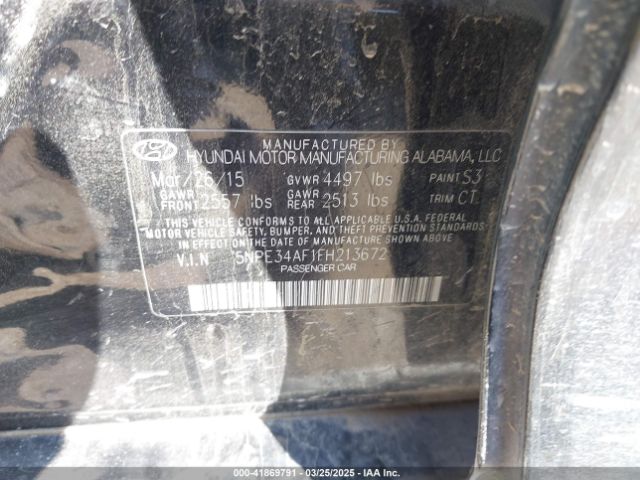 MANUFACTURED BY
HYUNDAI MOTOR MANUFACTURING ALABAMA, LLC
Mar/26/15 GVWR 4497 lbs PAINT S3
GAWR FRONT 2557 lbs GAWR REAR 2513 lbs TRIM CT
THIS VEHICLE CONFORMS TO ALL APPLICABLE U.S.A. FEDERAL
MOTOR VEHICLE SAFETY, BUMPER, AND THEFT PREVENTION
STANDARDS IN EFFECT ON THE DATE OF MANUFACTURE SHOWN ABOVE.
V.I.N 5NPE34AF1FH213672
PASSENGER CAR
000-41869791 - 03/25/2025 - IAA Inc.